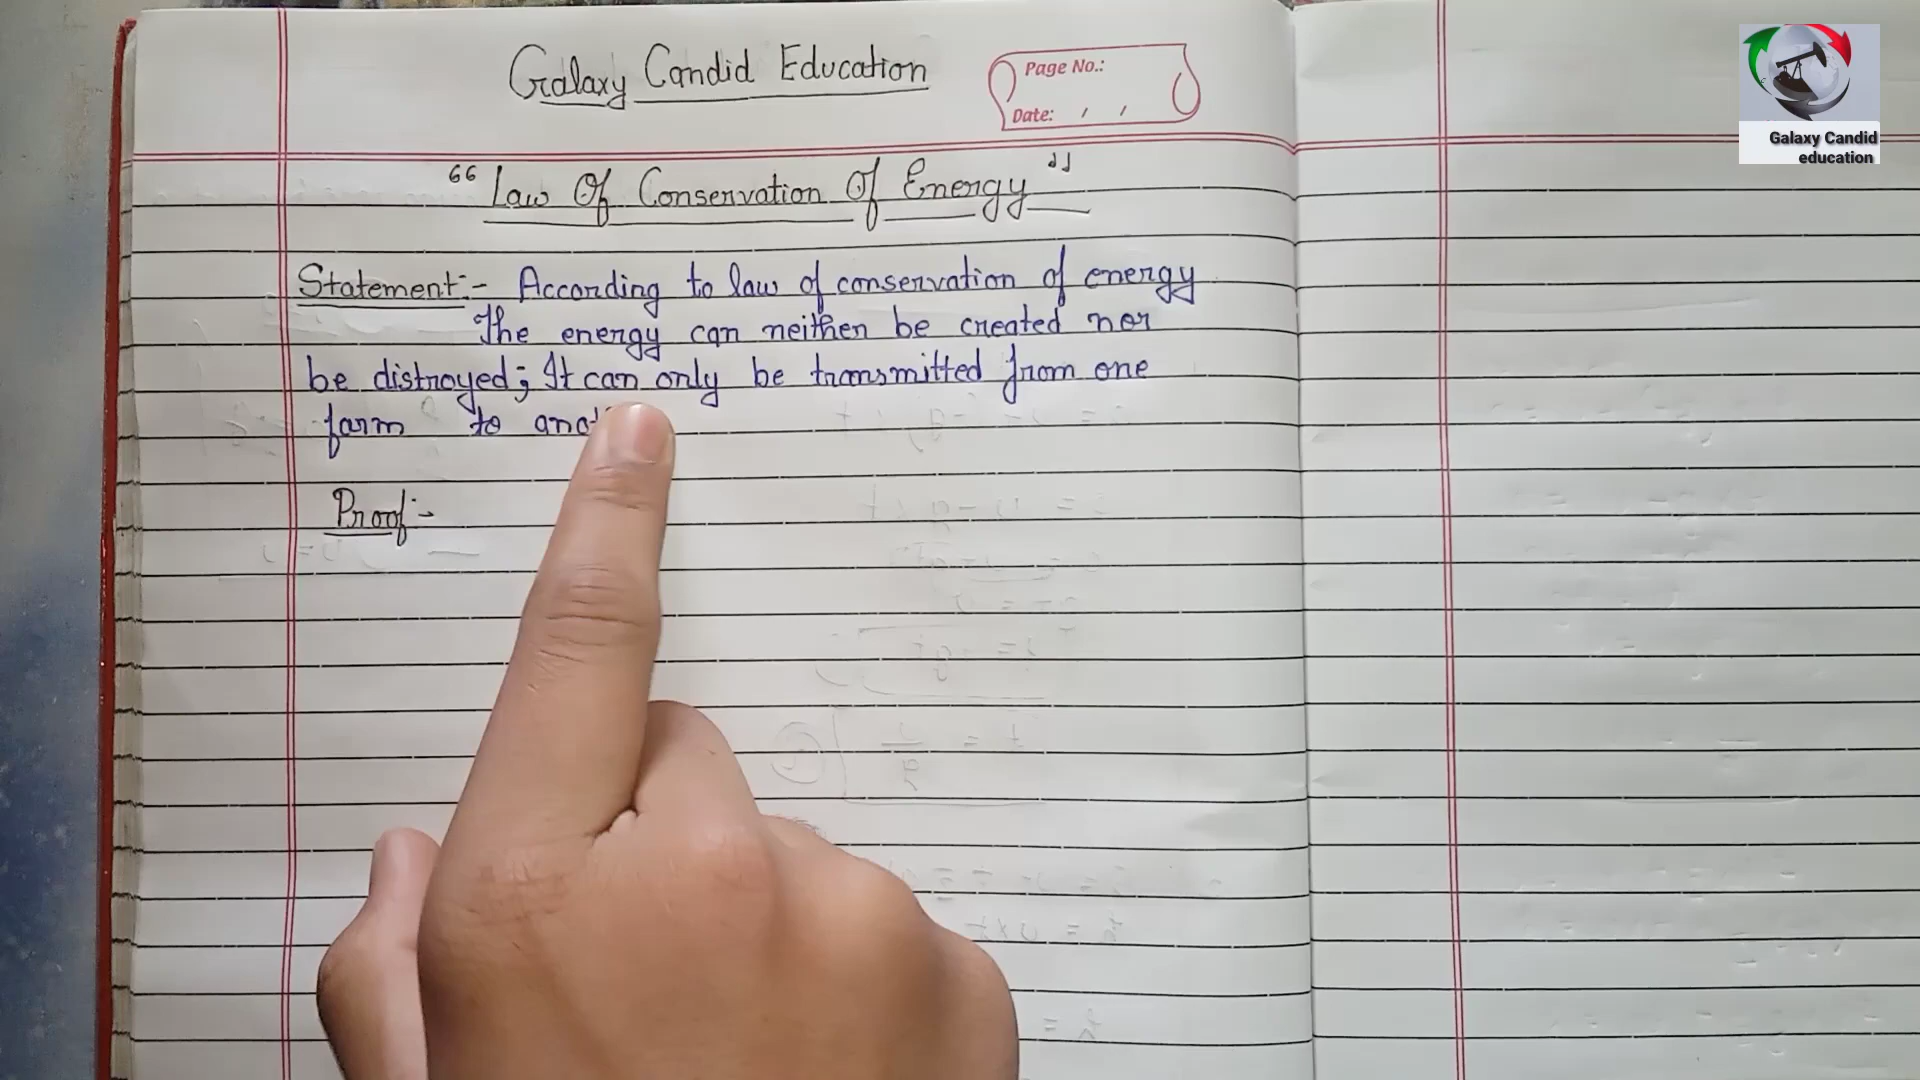 Galaxy Candid Education
Page No.:
Date: / /
Galaxy Candid
education
"Law Of Conservation Of Energy"
Statement:- According to law of conservation of energy
The energy can neither be created nor
be distroyed; It can only be transmitted from one
farm to
Proof:-